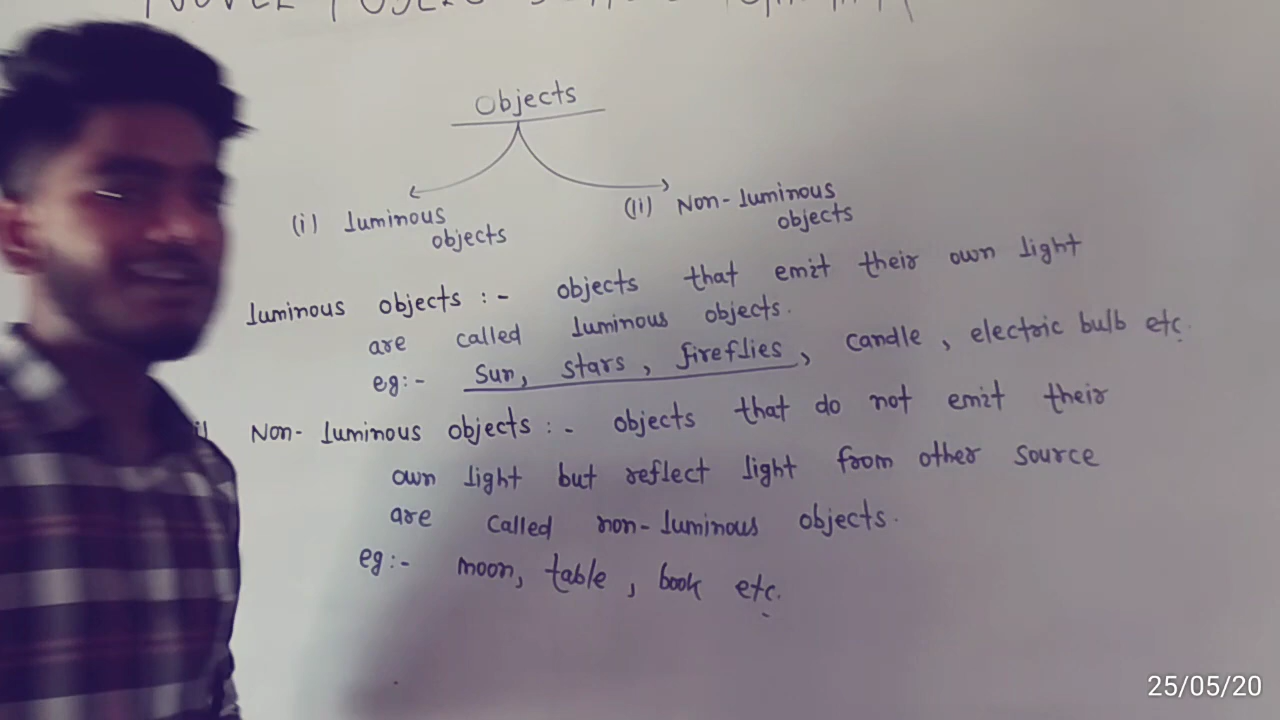 Objects
(i) Luminous
objects
(ii) Non-luminous
objects
luminous objects :- objects that emit their own light
are called luminous objects.
eg:- Sun, stars, fireflies, candle, electric bulb etc.
Non-luminous objects :- objects that do not emit their
own light but reflect light from other source
are called non-luminous objects.
eg:- moon, table, book etc.
25/05/20